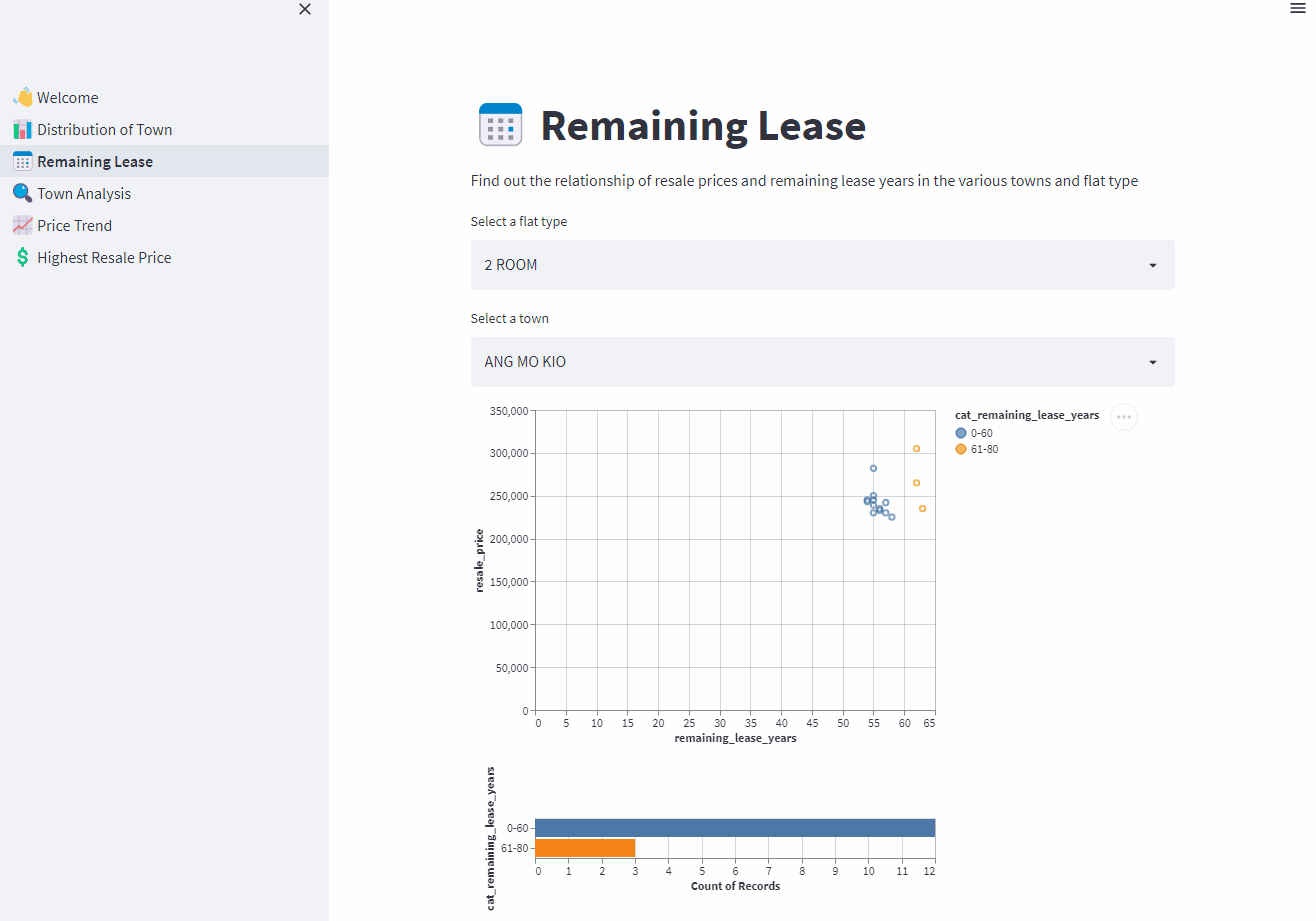 Welcome
Distribution of Town
Remaining Lease
Town Analysis
Price Trend
Highest Resale Price
Remaining Lease
Find out the relationship of resale prices and remaining lease years in the various towns and flat type
Select a flat type
2 ROOM
Select a town
ANG MO KIO
350,000
300,000
250,000
200,000
150,000
100,000
50,000
0
resale_price
0 5 10 15 20 25 30 35 40 45 50 55 60 65
remaining_lease_years
cat_remaining_lease_years
0-60
61-80
cat_remaining_lease_years
0-60
61-80
0 1 2 3 4 5 6 7 8 9 10 11 12
Count of Records